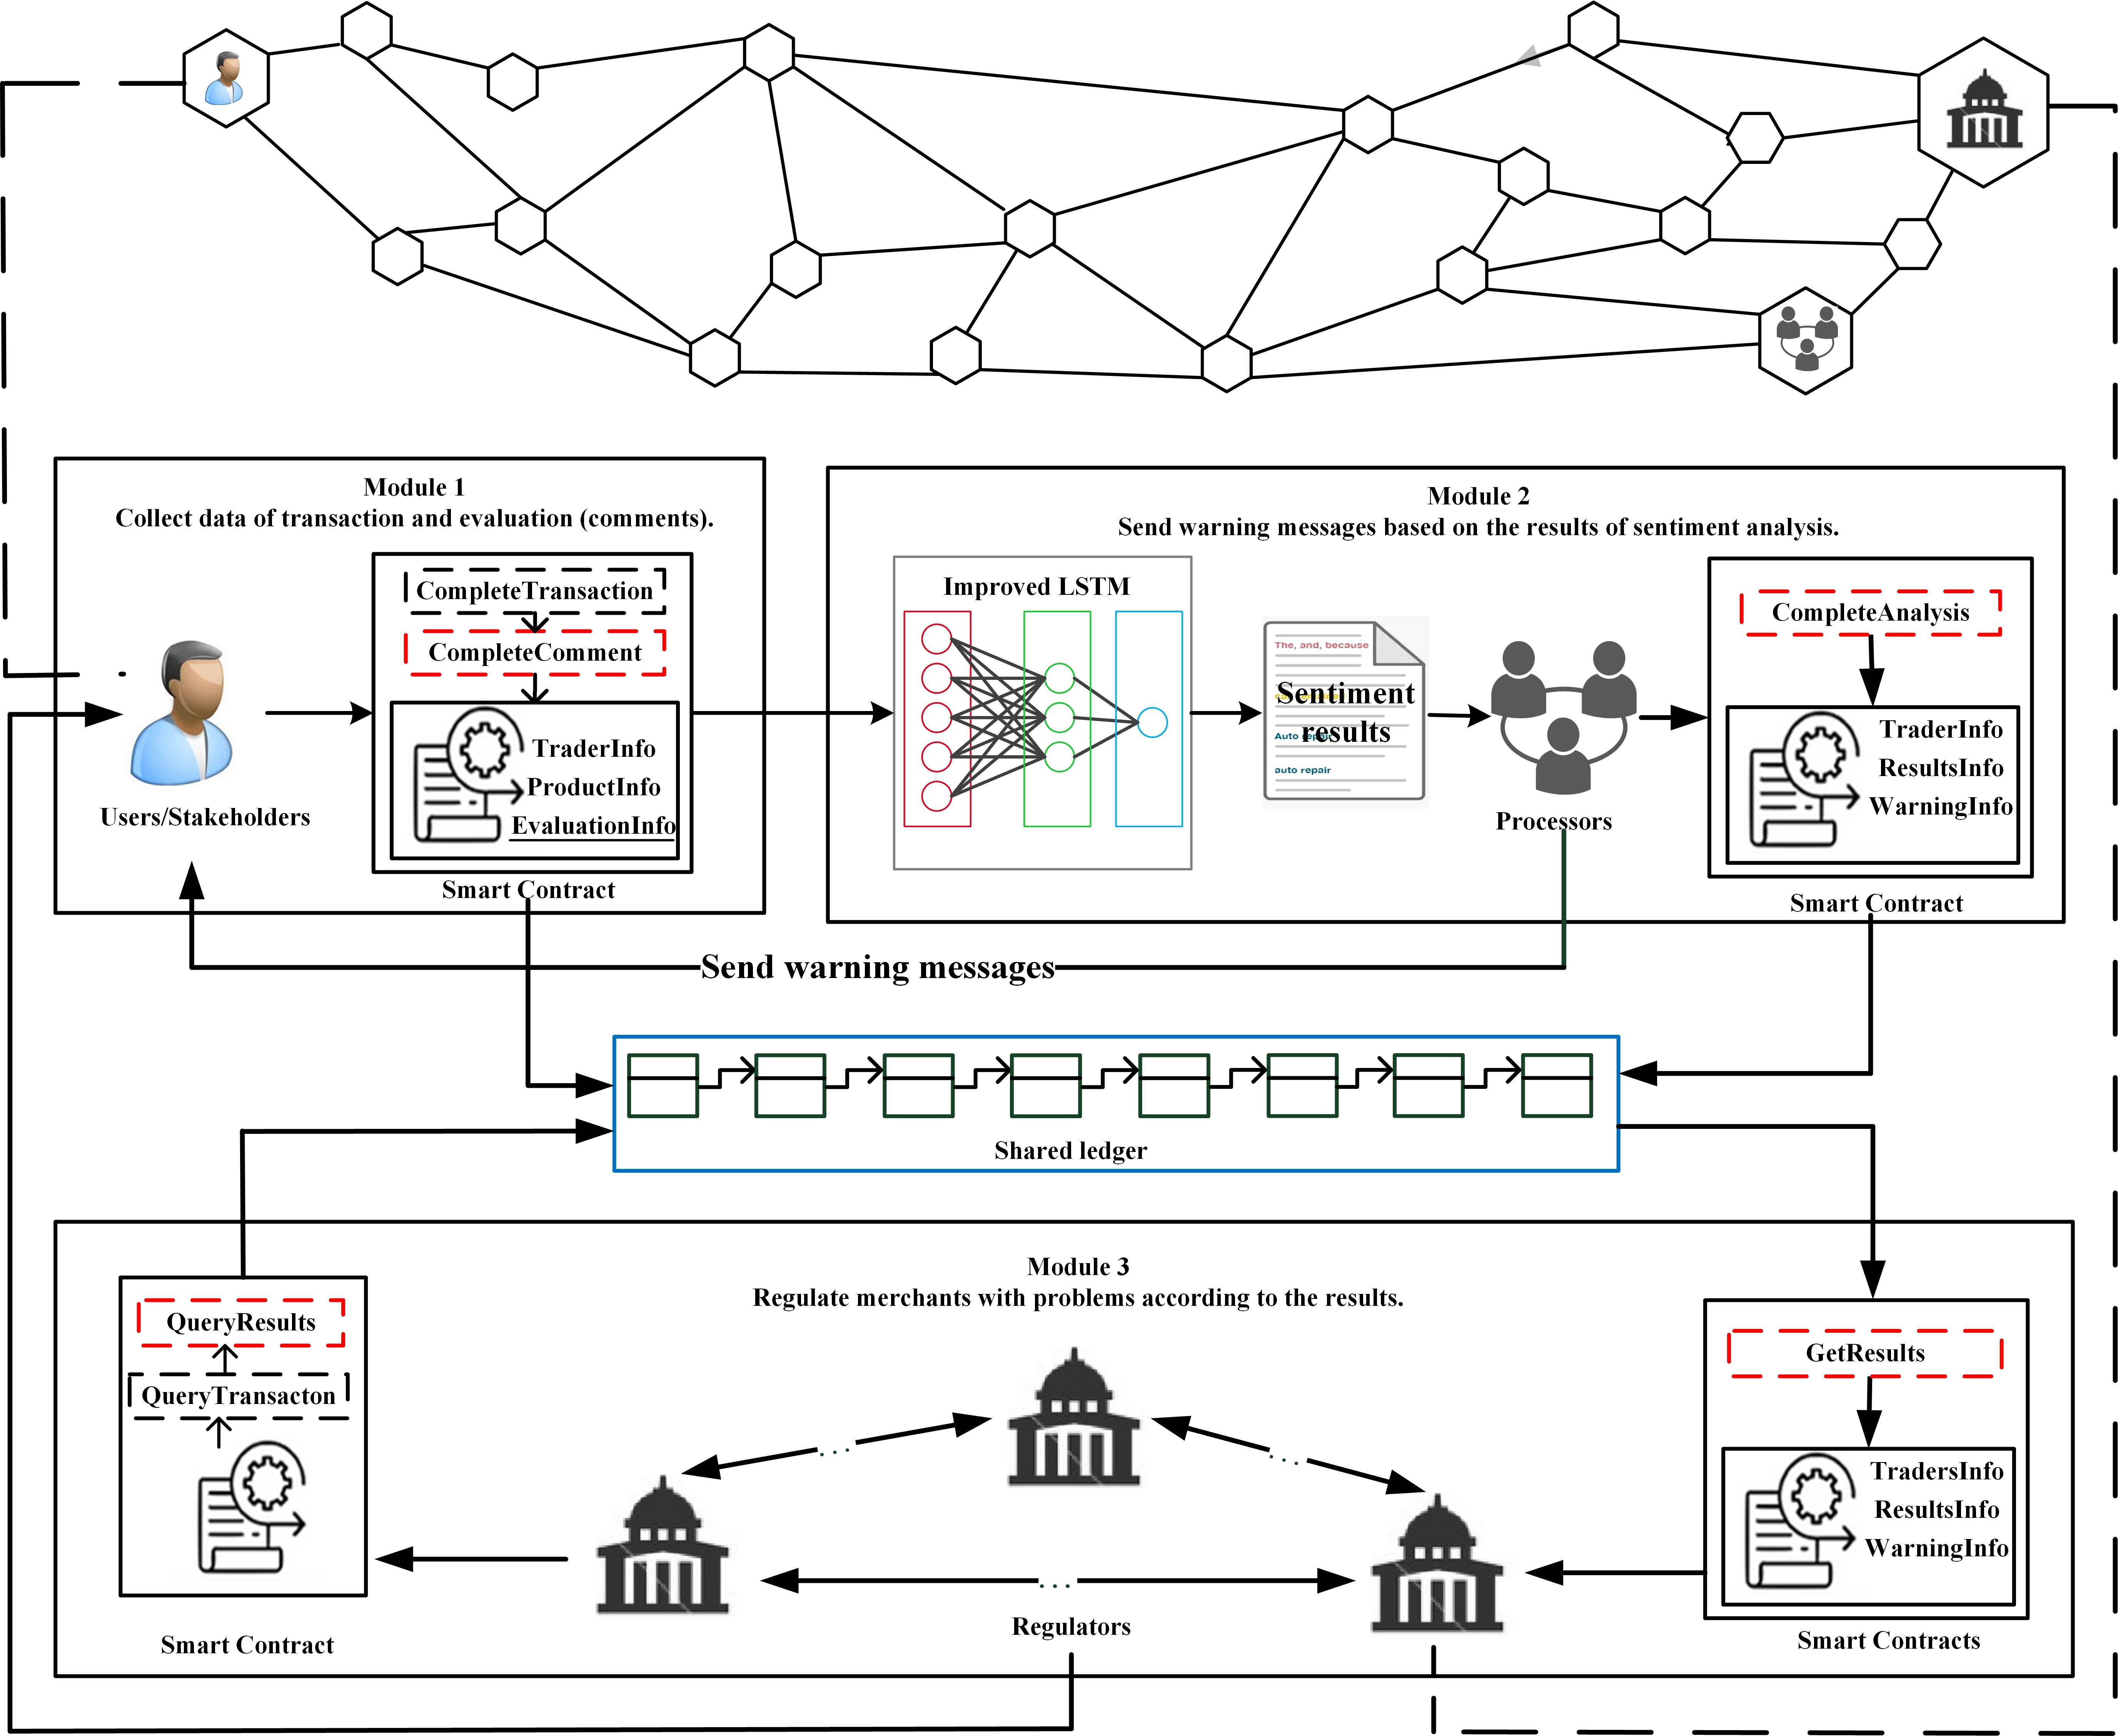 Module 1
Collect data of transaction and evaluation (comments).
CompleteTransaction
CompleteComment
TraderInfo
ProductInfo
EvaluationInfo
Users/Stakeholders
Smart Contract
Module 2
Send warning messages based on the results of sentiment analysis.
Improved LSTM
The, and, because
Sentiment
results
Auto repair
auto repair
Processors
CompleteAnalysis
TraderInfo
ResultsInfo
WarningInfo
Smart Contract
Send warning messages
Shared ledger
Module 3
Regulate merchants with problems according to the results.
QueryResults
QueryTransacton
Smart Contract
Regulators
GetResults
TradersInfo
ResultsInfo
WarningInfo
Smart Contracts